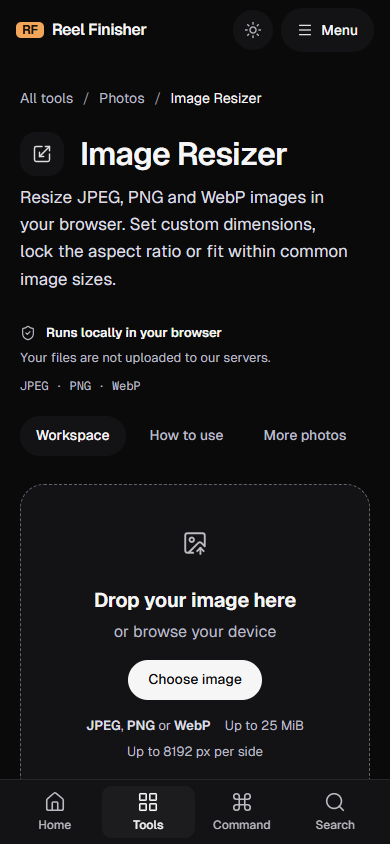 RF Reel Finisher
Menu
All tools / Photos / Image Resizer
Image Resizer
Resize JPEG, PNG and WebP images in
your browser. Set custom dimensions,
lock the aspect ratio or fit within common
image sizes.
Runs locally in your browser
Your files are not uploaded to our servers.
JPEG · PNG · WebP
Workspace How to use More photos
Drop your image here
or browse your device
Choose image
JPEG, PNG or WebP Up to 25 MiB
Up to 8192 px per side
Home Tools Command Search